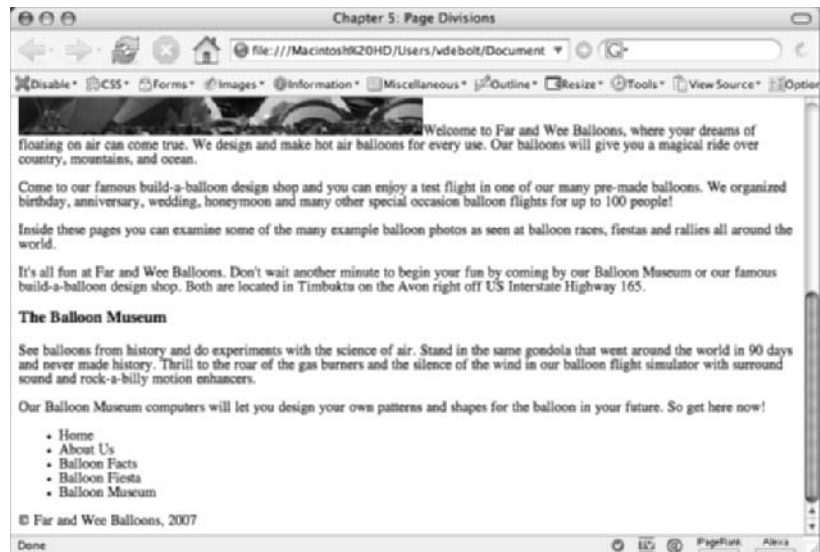 Chapter 5: Page Divisions
file:///Macintosh%20HD/Users/vdebolt/Document
G
Disable CSS Forms Images Information Miscellaneous Outline Resize Tools View Source Option
Welcome to Far and Wee Balloons, where your dreams of
floating on air can come true. We design and make hot air balloons for every use. Our balloons will give you a magical ride over
country, mountains, and ocean.
Come to our famous build-a-balloon design shop and you can enjoy a test flight in one of our many pre-made balloons. We organized
birthday, anniversary, wedding, honeymoon and many other special occasion balloon flights for up to 100 people!
Inside these pages you can examine some of the many example balloon photos as seen at balloon races, fiestas and rallies all around the
world.
It's all fun at Far and Wee Balloons. Don't wait another minute to begin your fun by coming by our Balloon Museum or our famous
build-a-balloon design shop. Both are located in Timbuktu on the Avon right off US Interstate Highway 165.
The Balloon Museum
See balloons from history and do experiments with the science of air. Stand in the same gondola that went around the world in 90 days
and never made history. Thrill to the roar of the gas burners and the silence of the wind in our balloon flight simulator with surround
sound and rock-a-billy motion enhancers.
Our Balloon Museum computers will let you design your own patterns and shapes for the balloon in your future. So get here now!
• Home
• About Us
• Balloon Facts
• Balloon Fiesta
• Balloon Museum
© Far and Wee Balloons, 2007
Done PageRank Alexa